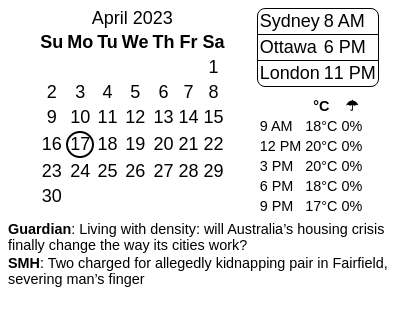 April 2023
Su Mo Tu We Th Fr Sa
1
2 3 4 5 6 7 8
9 10 11 12 13 14 15
16 17 18 19 20 21 22
23 24 25 26 27 28 29
30
Sydney 8 AM
Ottawa 6 PM
London 11 PM
°C ☂
9 AM 18°C 0%
12 PM 20°C 0%
3 PM 20°C 0%
6 PM 18°C 0%
9 PM 17°C 0%
Guardian: Living with density: will Australia’s housing crisis
finally change the way its cities work?
SMH: Two charged for allegedly kidnapping pair in Fairfield,
severing man’s finger